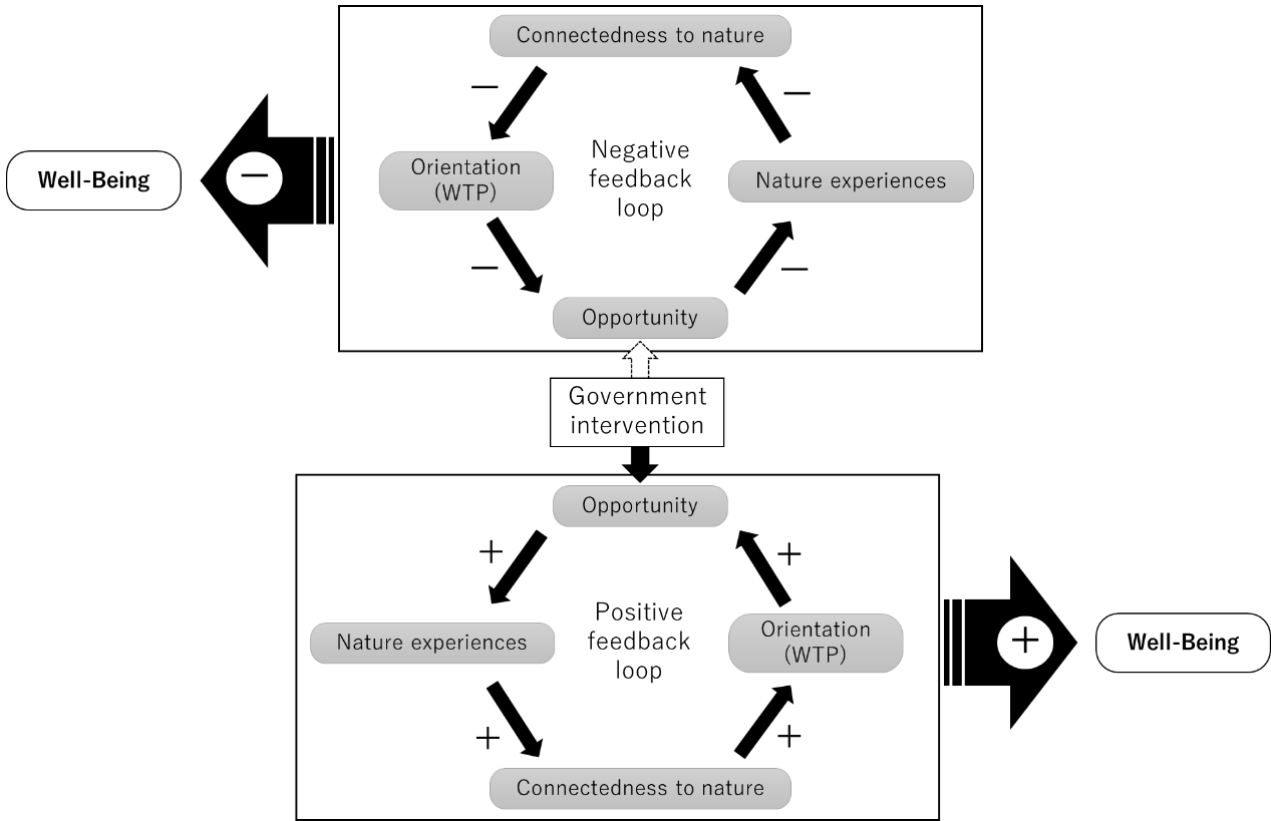 Connectedness to nature
−
−
Well-Being
−
Orientation
(WTP)
Negative
feedback
loop
Nature experiences
−
−
Opportunity
Government
intervention
Opportunity
+
+
Nature experiences
Positive
feedback
loop
Orientation
(WTP)
+
Well-Being
+
+
Connectedness to nature